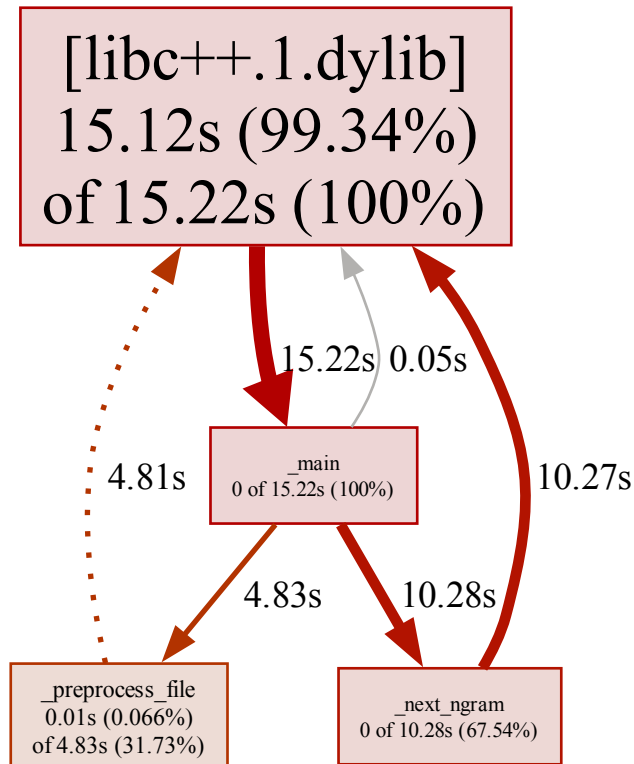 [libc++.1.dylib]
15.12s (99.34%)
of 15.22s (100%)
15.22s
0.05s
_main
0 of 15.22s (100%)
4.81s
10.27s
4.83s
10.28s
_preprocess_file
0.01s (0.066%)
of 4.83s (31.73%)
_next_ngram
0 of 10.28s (67.54%)